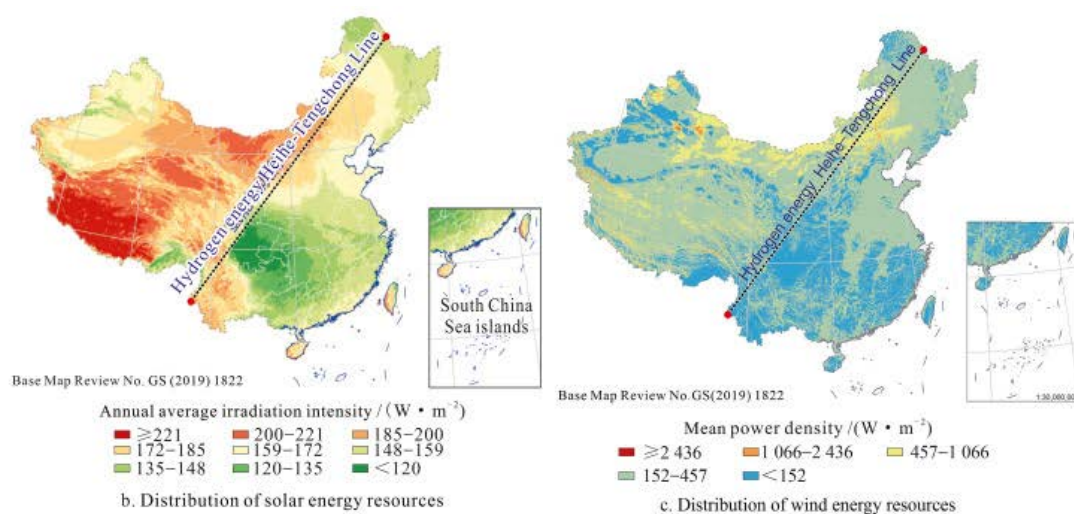 Hydrogen energy/Heihe-Tengchong Line
South China
Sea islands
Base Map Review No. GS (2019) 1822
Annual average irradiation intensity / (W · m⁻²)
≥221 200–221 185–200
172–185 159–172 148–159
135–148 120–135 <120
b. Distribution of solar energy resources
Hydrogen energy Heihe-Tengchong Line
Base Map Review No. GS(2019) 1822
Mean power density /(W · m⁻²)
≥2 436 1 066–2 436 457–1 066
152–457 <152
c. Distribution of wind energy resources